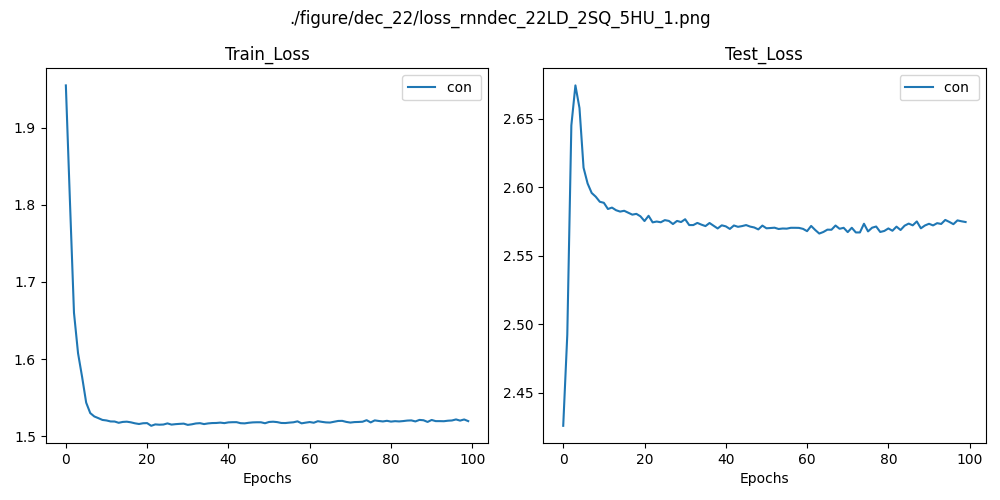 ./figure/dec_22/loss_rnndec_22LD_2SQ_5HU_1.png
Train_Loss
con
1.9
1.8
1.7
1.6
1.5
0 20 40 60 80 100
Epochs
Test_Loss
con
2.65
2.60
2.55
2.50
2.45
0 20 40 60 80 100
Epochs